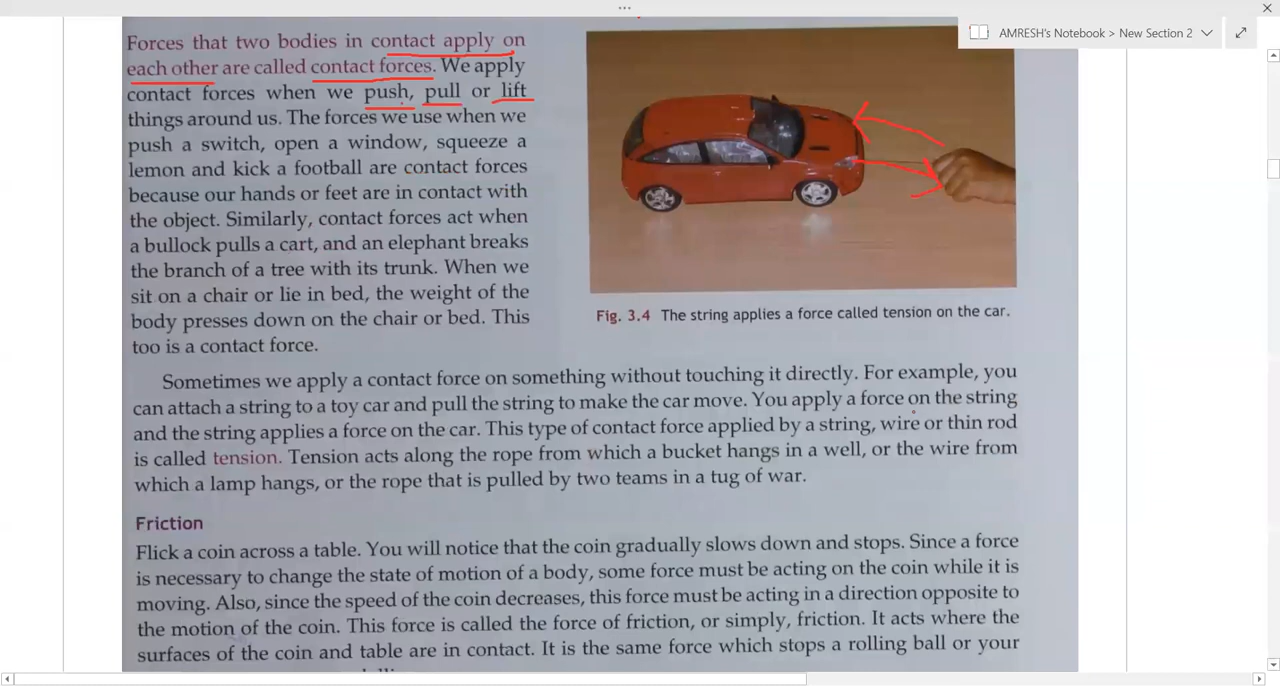 AMRESH's Notebook > New Section 2
Forces that two bodies in contact apply on
each other are called contact forces. We apply
contact forces when we push, pull or lift
things around us. The forces we use when we
push a switch, open a window, squeeze a
lemon and kick a football are contact forces
because our hands or feet are in contact with
the object. Similarly, contact forces act when
a bullock pulls a cart, and an elephant breaks
the branch of a tree with its trunk. When we
sit on a chair or lie in bed, the weight of the
body presses down on the chair or bed. This
too is a contact force.
Fig. 3.4 The string applies a force called tension on the car.
Sometimes we apply a contact force on something without touching it directly. For example, you
can attach a string to a toy car and pull the string to make the car move. You apply a force on the string
and the string applies a force on the car. This type of contact force applied by a string, wire or thin rod
is called tension. Tension acts along the rope from which a bucket hangs in a well, or the wire from
which a lamp hangs, or the rope that is pulled by two teams in a tug of war.
Friction
Flick a coin across a table. You will notice that the coin gradually slows down and stops. Since a force
is necessary to change the state of motion of a body, some force must be acting on the coin while it is
moving. Also, since the speed of the coin decreases, this force must be acting in a direction opposite to
the motion of the coin. This force is called the force of friction, or simply, friction. It acts where the
surfaces of the coin and table are in contact. It is the same force which stops a rolling ball or your